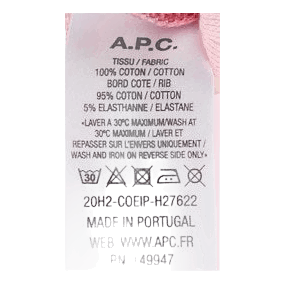 A.P.C.
TISSU / FABRIC
100% COTON / COTTON
BORD COTE / RIB
95% COTON / COTTON
5% ELASTHANNE / ELASTANE
*LAVER A 30°C MAXIMUM/WASH AT
30°C MAXIMUM / LAVER ET
REPASSER SUR L'ENVERS UNIQUEMENT /
WASH AND IRON ON REVERSE SIDE ONLY*
30
20H2-COEIP-H27622
MADE IN PORTUGAL
WEB: WWW.APC.FR
RN 149947